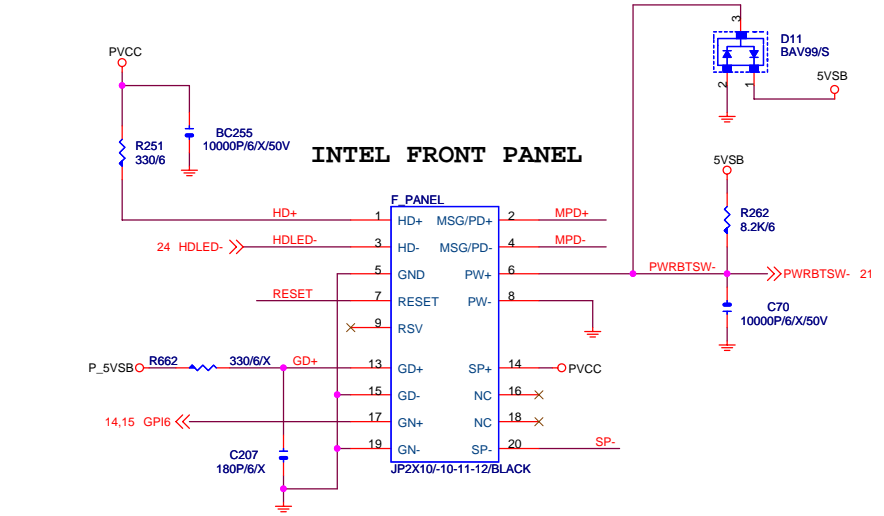 3
D11
BAV99/S
PVCC
5VSB
2
1
R251
330/6
BC255
10000P/6/X/50V
INTEL FRONT PANEL
5VSB
R262
8.2K/6
F_PANEL
HD+ 1 HD+ MSG/PD+ 2 MPD+
24 HDLED- HDLED- 3 HD- MSG/PD- 4 MPD-
5 GND PW+ 6 PWRBTSW- PWRBTSW- 21
RESET 7 RESET PW- 8
9 RSV
C70
10000P/6/X/50V
P_5VSB R662 330/6/X GD+ 13 GD+ SP+ 14 PVCC
15 GD- NC 16
14,15 GPI6 17 GN+ NC 18
19 GN- SP- 20 SP-
C207
180P/6/X
JP2X10/-10-11-12/BLACK